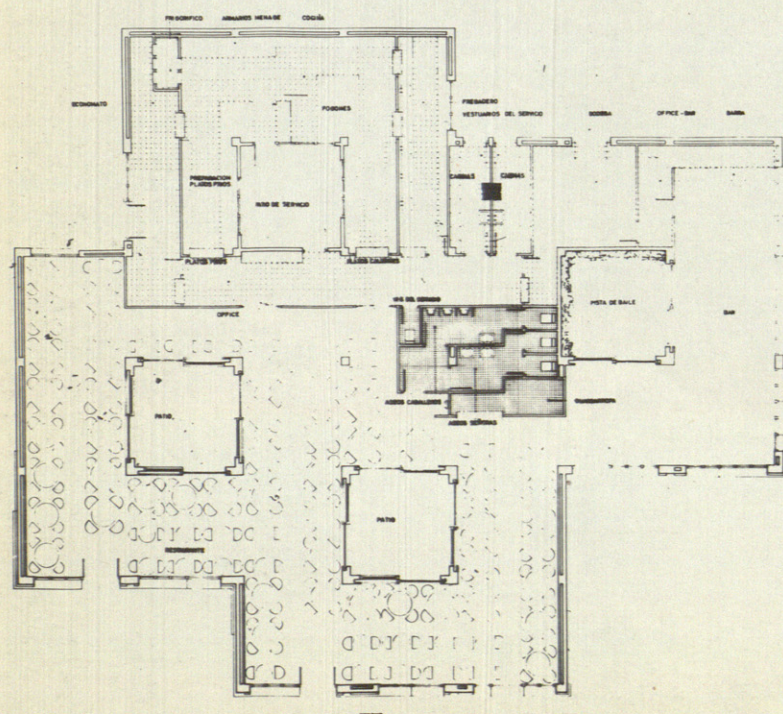 FRIGORIFICO ARMARIOS MENAJE COCINA
ECONOMATO
FOGONES
FREGADERO
VESTUARIOS DEL SERVICIO
BODEGA
OFFICE-BAR
BARRA
PREPARACION
PLATOS FRIOS
PASO DE SERVICIO
CABINAS
CABINAS
PLATOS FRIOS
PLATOS CALIENTES
OFFICE
PISTA DE BAILE
BAR
PATIO
ASEOS CABALLEROS
ASEOS SEÑORAS
GUARDARROPA
PATIO
RESTAURANTE